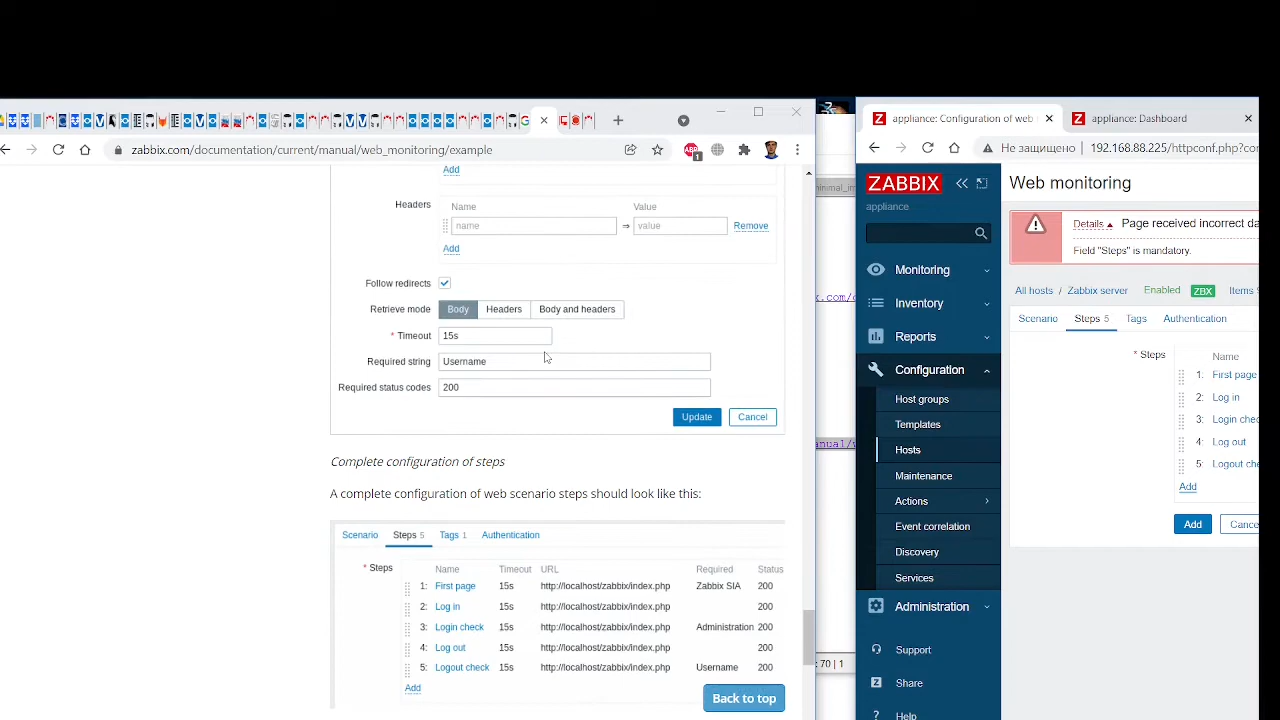 appliance: Configuration of web
appliance: Dashboard
zabbix.com/documentation/current/manual/web_monitoring/example
1
Не защищено
192.168.88.225/httpconf.php?co
Add
Headers
Name
Value
name
⇒
value
Remove
Add
Follow redirects
Retrieve mode
Body
Headers
Body and headers
* Timeout
15s
Required string
Username
Required status codes
200
Update
Cancel
Complete configuration of steps
A complete configuration of web scenario steps should look like this:
Scenario
Steps 5
Tags 1
Authentication
* Steps
Name Timeout URL Required Status
1: First page 15s http://localhost/zabbix/index.php Zabbix SIA 200
2: Log in 15s http://localhost/zabbix/index.php 200
3: Login check 15s http://localhost/zabbix/index.php Administration 200
4: Log out 15s http://localhost/zabbix/index.php 200
5: Logout check 15s http://localhost/zabbix/index.php Username 200
Add
Back to top
: 70 | 1
ZABBIX
appliance
Monitoring
Inventory
Reports
Configuration
Host groups
Templates
Hosts
Maintenance
Actions
Event correlation
Discovery
Services
Administration
Support
Share
Help
Web monitoring
Details
Page received incorrect da
Field "Steps" is mandatory.
All hosts / Zabbix server
Enabled
ZBX
Items
Scenario
Steps 5
Tags
Authentication
* Steps
Name
1: First page
2: Log in
3: Login chec
4: Log out
5: Logout che
Add
Add
Cance